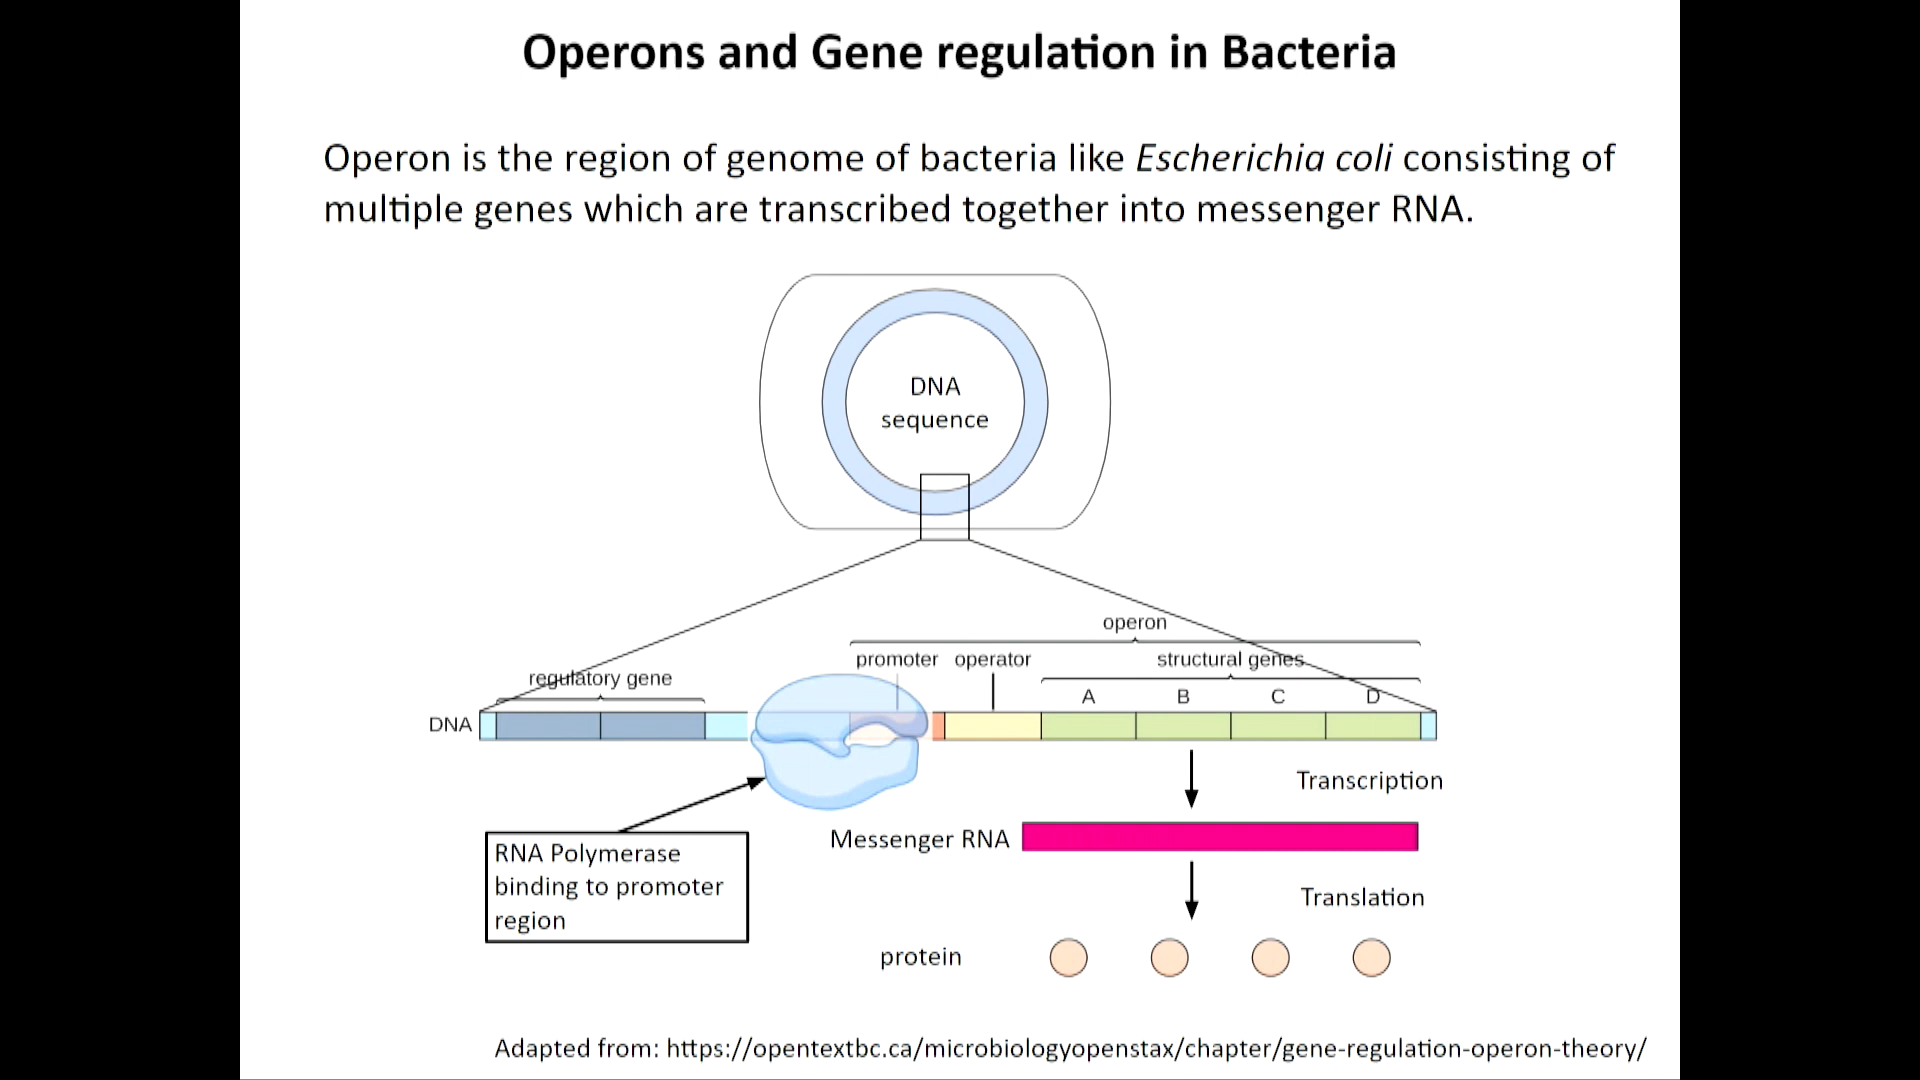 Operons and Gene regulation in Bacteria
Operon is the region of genome of bacteria like Escherichia coli consisting of
multiple genes which are transcribed together into messenger RNA.
DNA
sequence
operon
promoter operator structural genes
regulatory gene
A B C D
DNA
Transcription
Messenger RNA
RNA Polymerase
binding to promoter
region
Translation
protein
Adapted from: https://opentextbc.ca/microbiologyopenstax/chapter/gene-regulation-operon-theory/